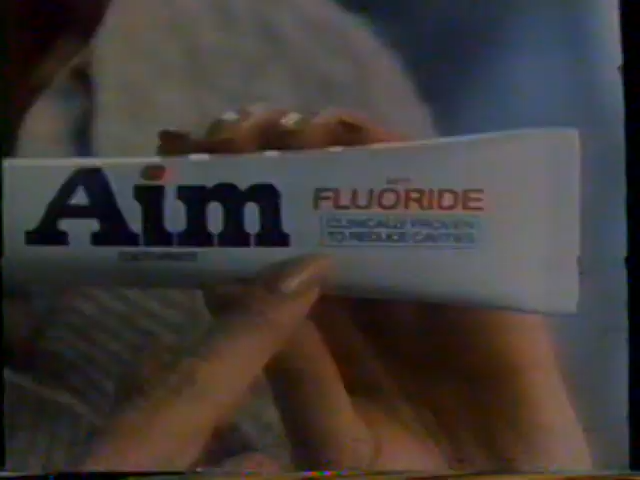 Aim
FLUORIDE
CLINICALLY PROVEN
TO REDUCE CAVITIES